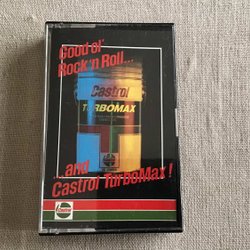 Good ol'
Rock 'n Roll...
Castrol
TURBOMAX
...and
Castrol TurboMax!
Castrol